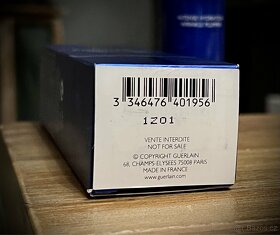 3 346476 401956
1Z01
VENTE INTERDITE
NOT FOR SALE
© COPYRIGHT GUERLAIN
68, CHAMPS-ELYSEES 75008 PARIS
MADE IN FRANCE
www.guerlain.com